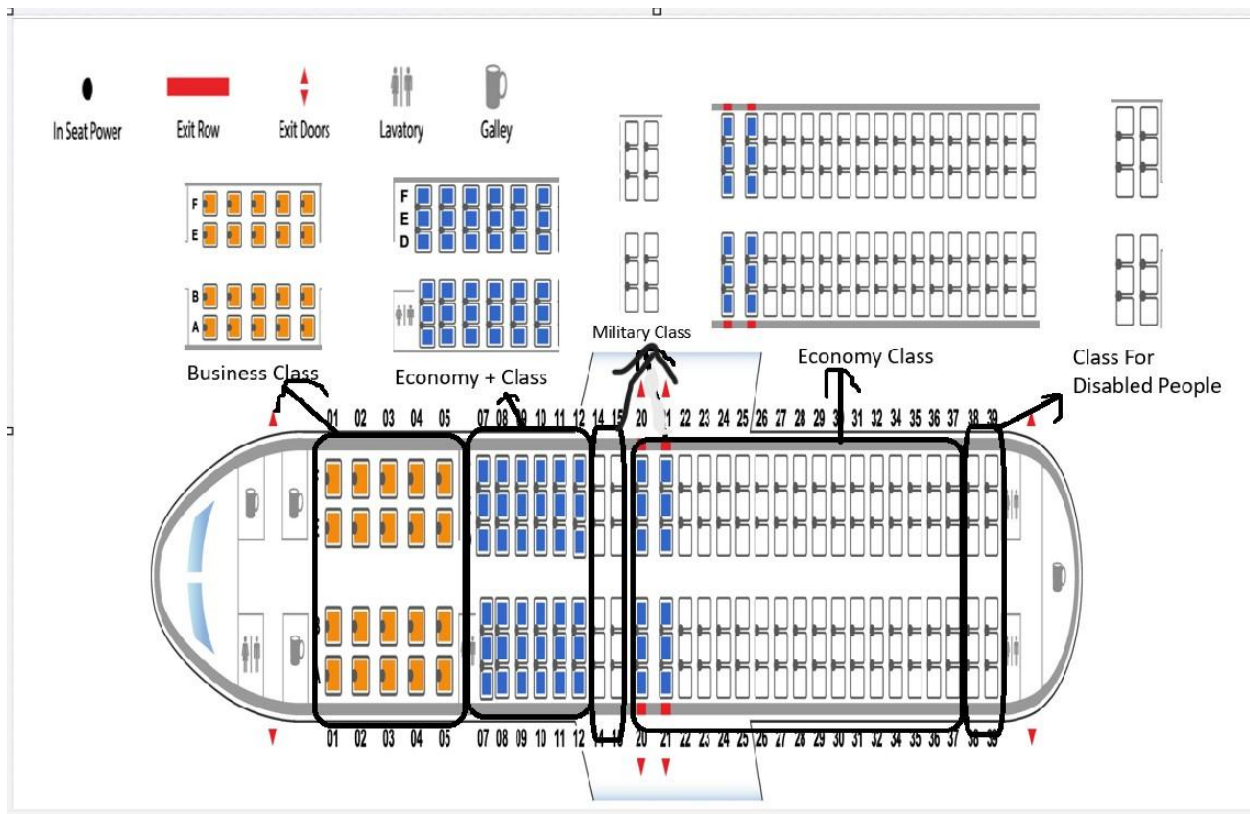 In Seat Power
Exit Row
Exit Doors
Lavatory
Galley
F
E
B
A
F
E
D
Business Class
Economy + Class
Military Class
Economy Class
Class For
Disabled People
01 02 03 04 05 07 08 09 10 11 12 14 15 20 21 22 23 24 25 26 27 28 29 30 31 32 33 34 35 36 37 38 39
01 02 03 04 05 07 08 09 10 11 12 14 15 20 21 22 23 24 25 26 27 28 29 30 31 32 33 34 35 36 37 38 39